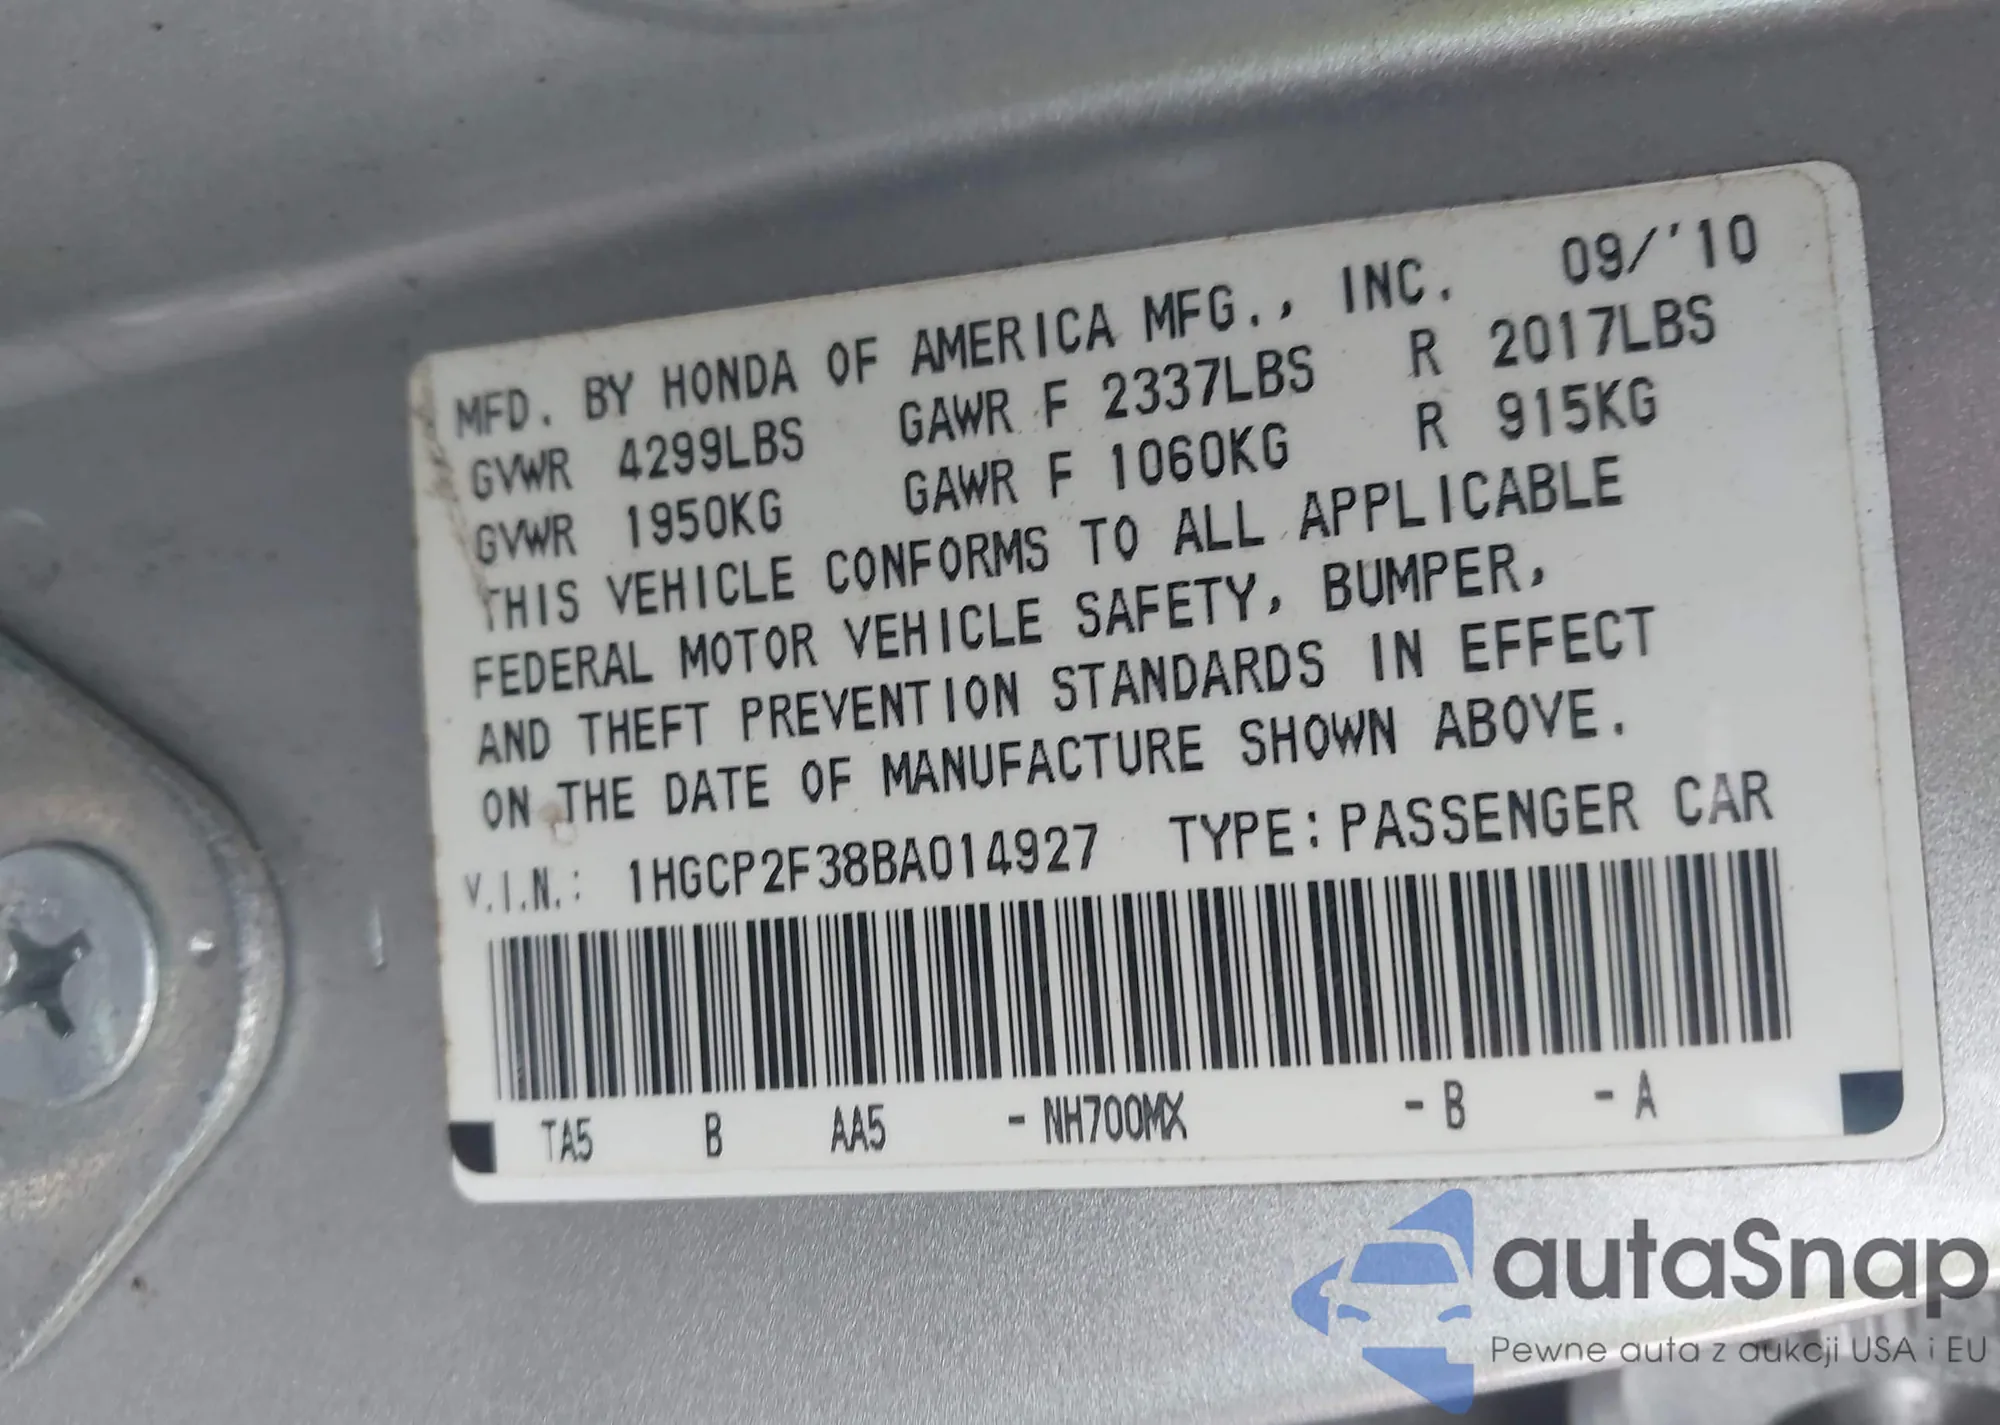 MFD. BY HONDA OF AMERICA MFG., INC. 09/'10
GVWR 4299LBS GAWR F 2337LBS R 2017LBS
GVWR 1950KG GAWR F 1060KG R 915KG
THIS VEHICLE CONFORMS TO ALL APPLICABLE
FEDERAL MOTOR VEHICLE SAFETY, BUMPER,
AND THEFT PREVENTION STANDARDS IN EFFECT
ON THE DATE OF MANUFACTURE SHOWN ABOVE.
V.I.N.: 1HGCP2F38BA014927 TYPE:PASSENGER CAR
TA5 B AA5 -NH700MX -B -A
autaSnap
Pewne auta z aukcji USA i EU